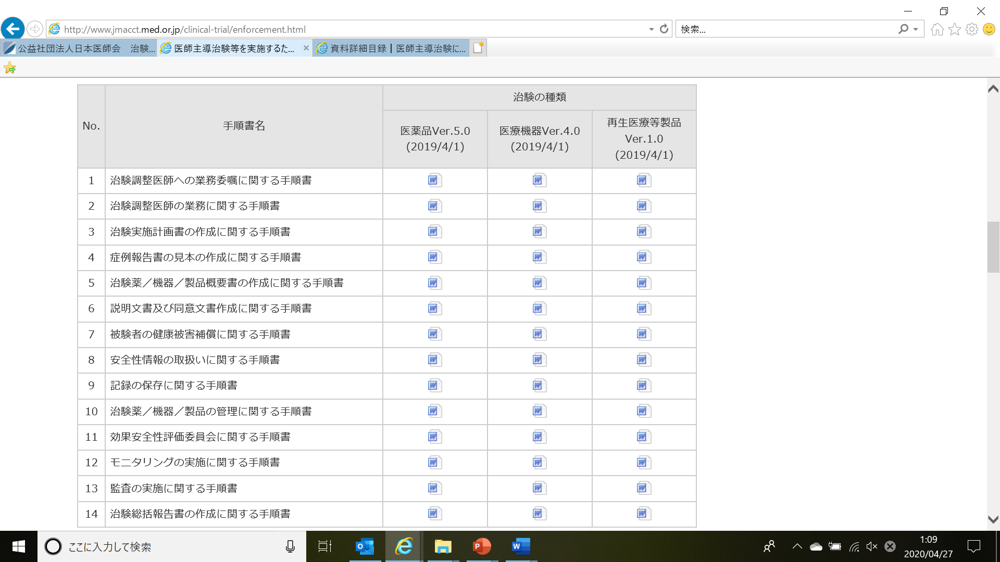 http://www.jmacct.med.or.jp/clinical-trial/enforcement.html
検索...
公益社団法人日本医師会　治験...
医師主導治験等を実施するた...
資料詳細目録┃医師主導治験に...
No.
手順書名
治験の種類
医薬品Ver.5.0
(2019/4/1)
医療機器Ver.4.0
(2019/4/1)
再生医療等製品
Ver.1.0
(2019/4/1)
1 治験調整医師への業務委嘱に関する手順書
2 治験調整医師の業務に関する手順書
3 治験実施計画書の作成に関する手順書
4 症例報告書の見本の作成に関する手順書
5 治験薬／機器／製品概要書の作成に関する手順書
6 説明文書及び同意文書作成に関する手順書
7 被験者の健康被害補償に関する手順書
8 安全性情報の取扱いに関する手順書
9 記録の保存に関する手順書
10 治験薬／機器／製品の管理に関する手順書
11 効果安全性評価委員会に関する手順書
12 モニタリングの実施に関する手順書
13 監査の実施に関する手順書
14 治験総括報告書の作成に関する手順書
ここに入力して検索
1:09
2020/04/27